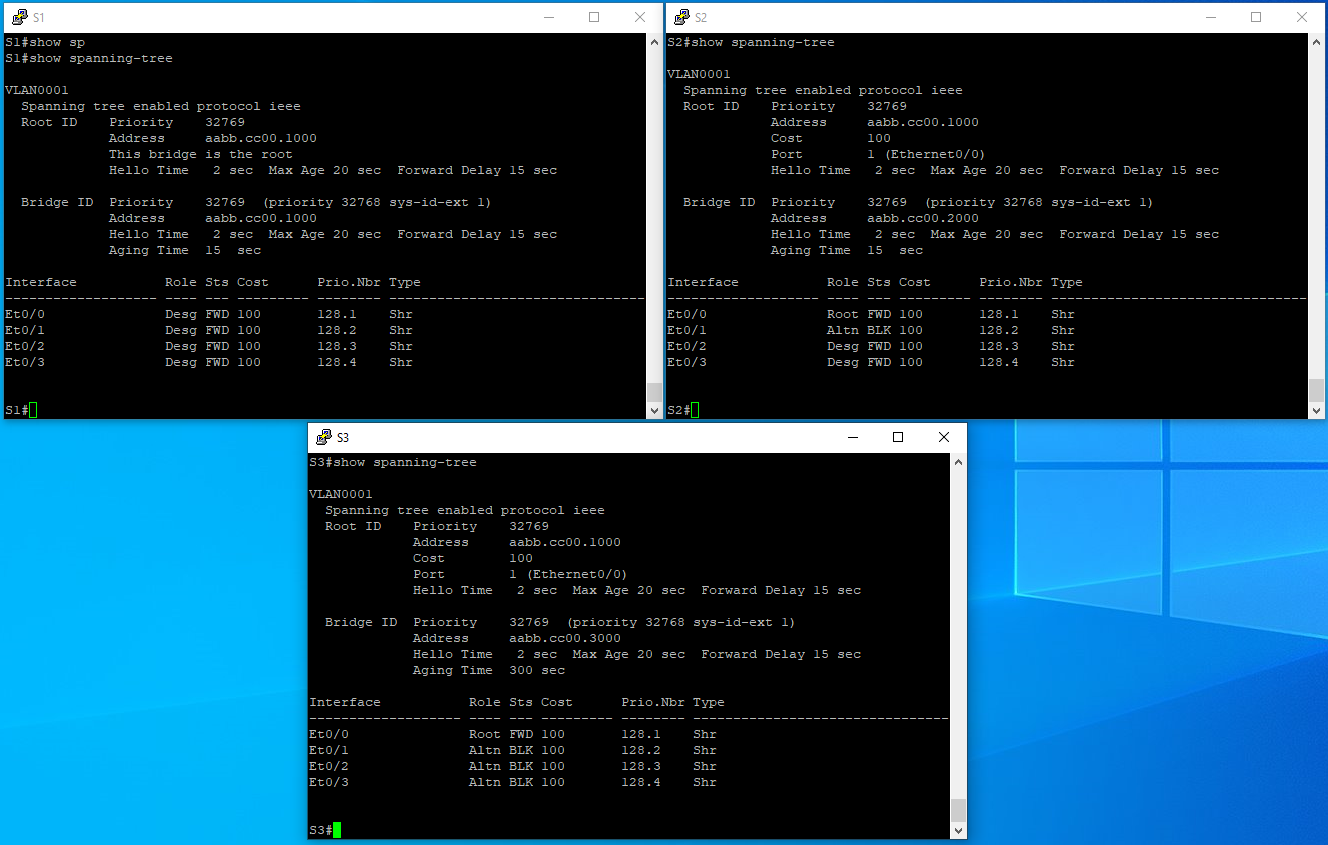 S1
S1#show sp
S1#show spanning-tree
VLAN0001
Spanning tree enabled protocol ieee
Root ID    Priority    32769
Address     aabb.cc00.1000
This bridge is the root
Hello Time   2 sec  Max Age 20 sec  Forward Delay 15 sec
Bridge ID  Priority    32769  (priority 32768 sys-id-ext 1)
Address     aabb.cc00.1000
Hello Time   2 sec  Max Age 20 sec  Forward Delay 15 sec
Aging Time  15  sec
Interface           Role Sts Cost      Prio.Nbr Type
------------------- ---- --- --------- -------- --------------------------------
Et0/0               Desg FWD 100       128.1    Shr
Et0/1               Desg FWD 100       128.2    Shr
Et0/2               Desg FWD 100       128.3    Shr
Et0/3               Desg FWD 100       128.4    Shr
S1#
S2
S2#show spanning-tree
VLAN0001
Spanning tree enabled protocol ieee
Root ID    Priority    32769
Address     aabb.cc00.1000
Cost        100
Port        1 (Ethernet0/0)
Hello Time   2 sec  Max Age 20 sec  Forward Delay 15 sec
Bridge ID  Priority    32769  (priority 32768 sys-id-ext 1)
Address     aabb.cc00.2000
Hello Time   2 sec  Max Age 20 sec  Forward Delay 15 sec
Aging Time  15  sec
Interface           Role Sts Cost      Prio.Nbr Type
------------------- ---- --- --------- -------- --------------------------------
Et0/0               Root FWD 100       128.1    Shr
Et0/1               Altn BLK 100       128.2    Shr
Et0/2               Desg FWD 100       128.3    Shr
Et0/3               Desg FWD 100       128.4    Shr
S2#
S3
S3#show spanning-tree
VLAN0001
Spanning tree enabled protocol ieee
Root ID    Priority    32769
Address     aabb.cc00.1000
Cost        100
Port        1 (Ethernet0/0)
Hello Time   2 sec  Max Age 20 sec  Forward Delay 15 sec
Bridge ID  Priority    32769  (priority 32768 sys-id-ext 1)
Address     aabb.cc00.3000
Hello Time   2 sec  Max Age 20 sec  Forward Delay 15 sec
Aging Time  300 sec
Interface           Role Sts Cost      Prio.Nbr Type
------------------- ---- --- --------- -------- --------------------------------
Et0/0               Root FWD 100       128.1    Shr
Et0/1               Altn BLK 100       128.2    Shr
Et0/2               Altn BLK 100       128.3    Shr
Et0/3               Altn BLK 100       128.4    Shr
S3#